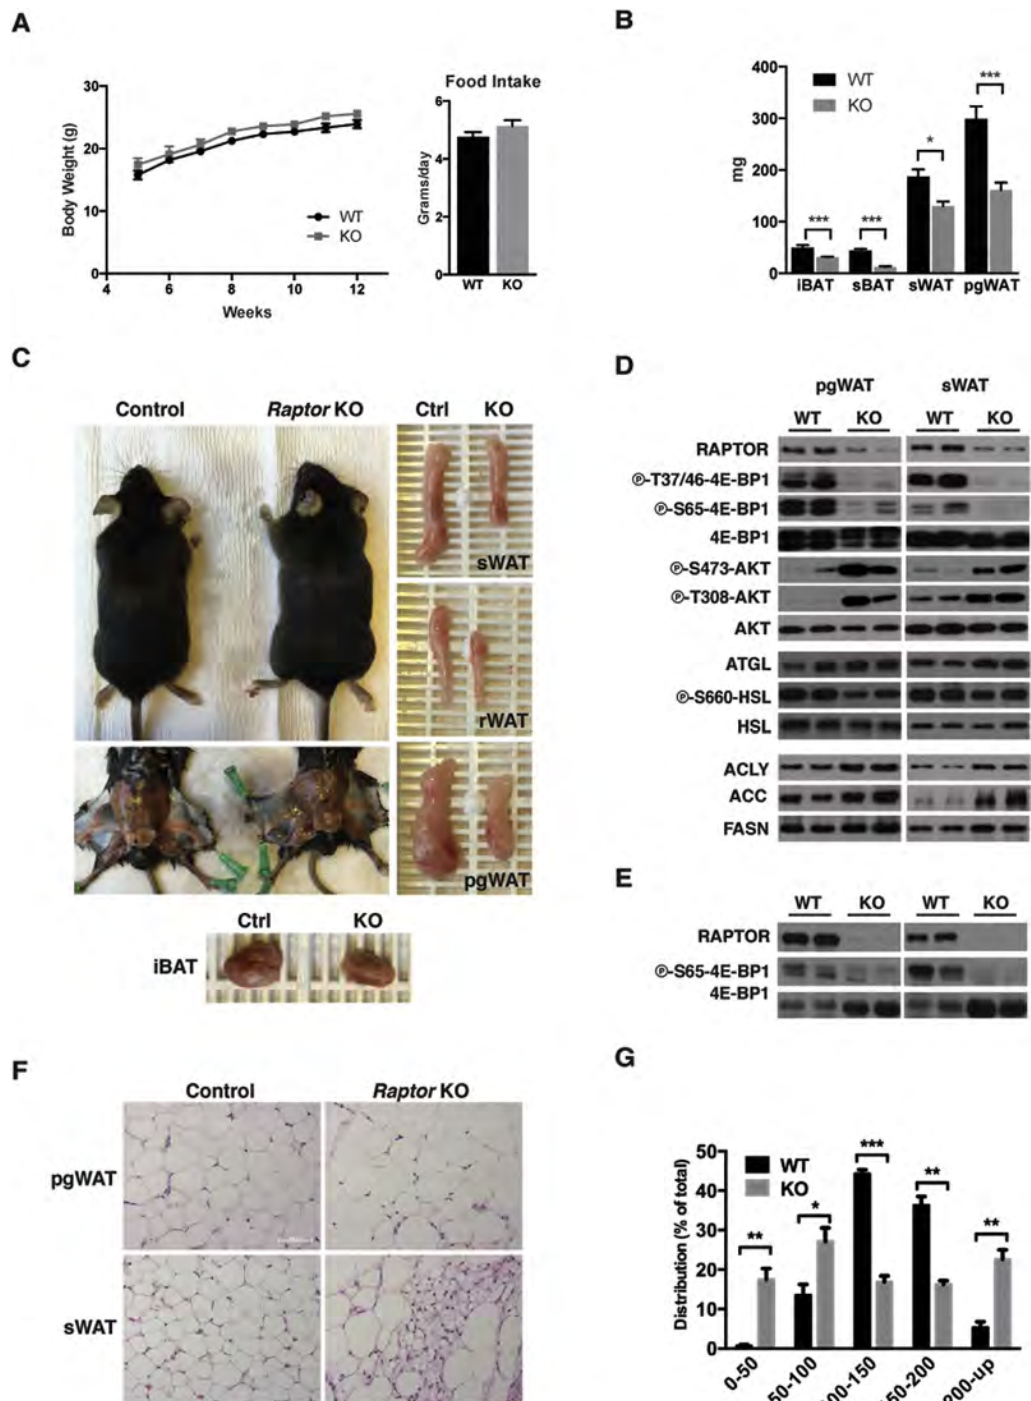 A
Body Weight (g)
30
20
10
0
4
6
8
10
12
Weeks
WT
KO
Food Intake
Grams/day
6
4
2
0
WT
KO
B
mg
400
300
200
100
0
WT
KO
***
***
*
***
iBAT
sBAT
sWAT
pgWAT
C
Control
Raptor KO
Ctrl
KO
sWAT
rWAT
pgWAT
Ctrl
KO
iBAT
D
pgWAT
sWAT
WT
KO
WT
KO
RAPTOR
Ⓟ-T37/46-4E-BP1
Ⓟ-S65-4E-BP1
4E-BP1
Ⓟ-S473-AKT
Ⓟ-T308-AKT
AKT
ATGL
Ⓟ-S660-HSL
HSL
ACLY
ACC
FASN
E
WT
KO
WT
KO
RAPTOR
Ⓟ-S65-4E-BP1
4E-BP1
F
Control
Raptor KO
pgWAT
sWAT
G
Distribution (% of total)
50
40
30
20
10
0
WT
KO
**
*
***
**
**
0-50
50-100
00-150
50-200
200-up